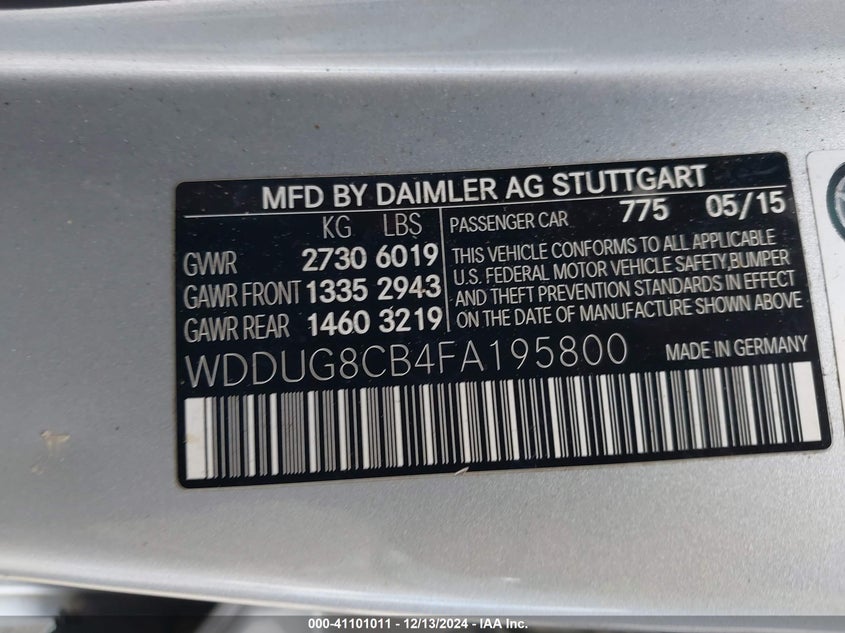 MFD BY DAIMLER AG STUTTGART
KG LBS
GVWR 2730 6019
GAWR FRONT 1335 2943
GAWR REAR 1460 3219
PASSENGER CAR 775 05/15
THIS VEHICLE CONFORMS TO ALL APPLICABLE
U.S. FEDERAL MOTOR VEHICLE SAFETY,BUMPER
AND THEFT PREVENTION STANDARDS IN EFFECT
ON THE DATE OF MANUFACTURE SHOWN ABOVE
WDDUG8CB4FA195800 MADE IN GERMANY
000-41101011 - 12/13/2024 - IAA Inc.